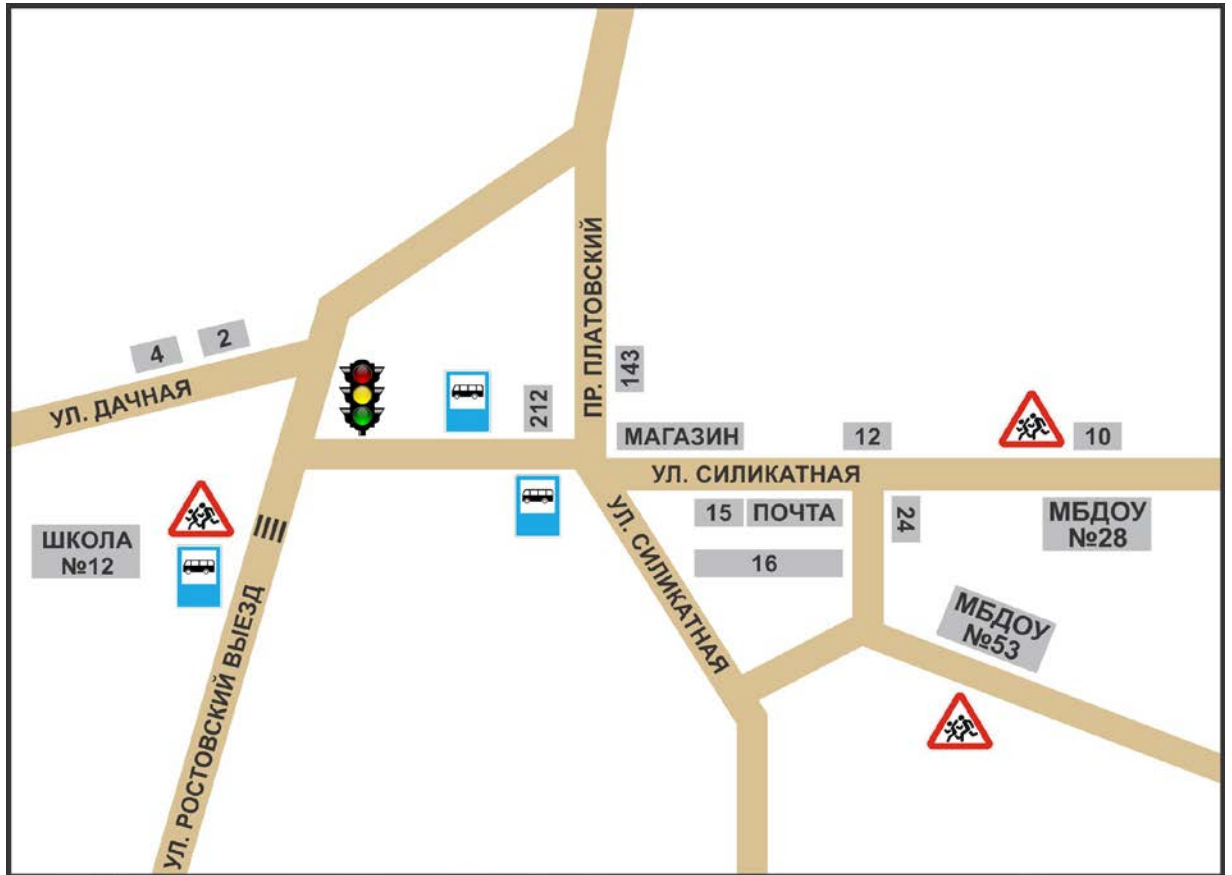 ПР. ПЛАТОВСКИЙ
4
2
УЛ. ДАЧНАЯ
143
212
МАГАЗИН
12
10
УЛ. СИЛИКАТНАЯ
УЛ. СИЛИКАТНАЯ
15
ПОЧТА
24
МБДОУ
№28
ШКОЛА
№12
16
МБДОУ
№53
УЛ. РОСТОВСКИЙ ВЫЕЗД